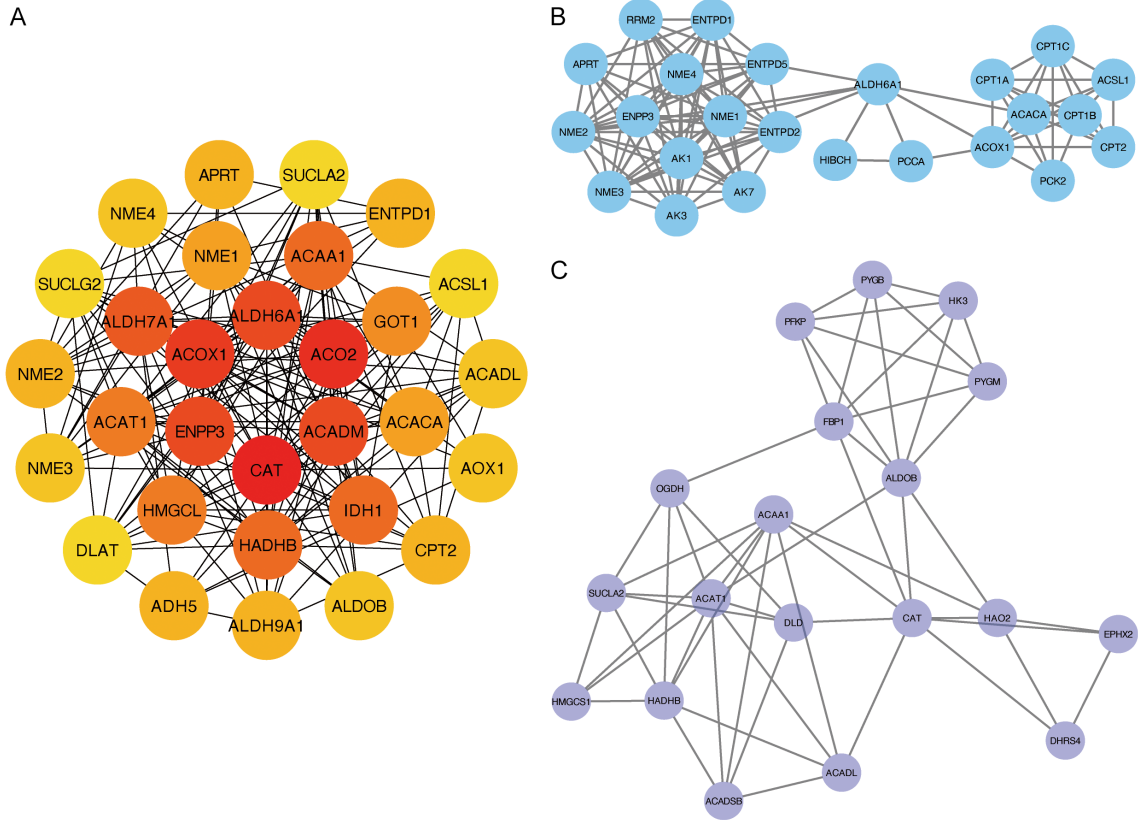 A
APRT
SUCLA2
NME4
ENTPD1
NME1
ACAA1
SUCLG2
ACSL1
ALDH7A1
ALDH6A1
GOT1
ACOX1
ACO2
NME2
ACADL
ACAT1
ENPP3
ACADM
ACACA
NME3
CAT
AOX1
HMGCL
IDH1
DLAT
HADHB
CPT2
ADH5
ALDH9A1
ALDOB
B
RRM2
ENTPD1
APRT
NME4
ENTPD5
ENPP3
NME1
NME2
ENTPD2
AK1
NME3
AK7
AK3
ALDH6A1
HIBCH
PCCA
CPT1C
CPT1A
ACSL1
ACACA
CPT1B
ACOX1
CPT2
PCK2
C
PYGB
HK3
PFKP
PYGM
FBP1
ALDOB
OGDH
ACAA1
SUCLA2
ACAT1
DLD
CAT
HAO2
EPHX2
HMGCS1
HADHB
DHRS4
ACADL
ACADSB